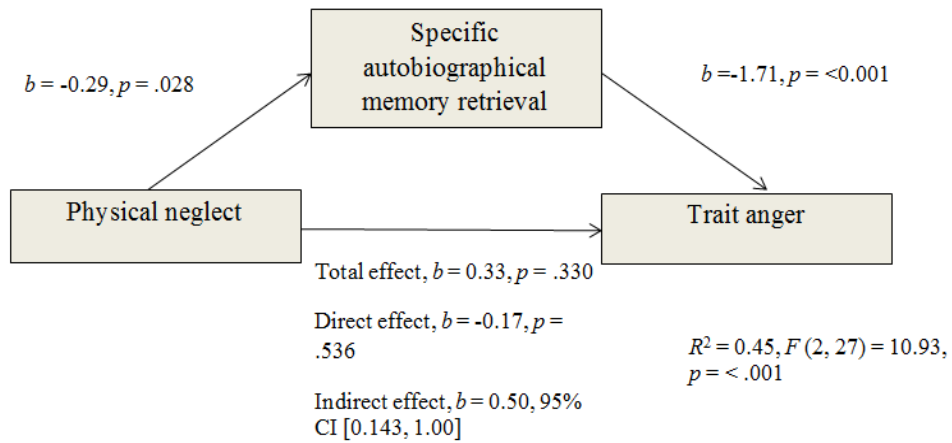 Specific
autobiographical
memory retrieval
b = -0.29, p = .028
b =-1.71, p = <0.001
Physical neglect
Trait anger
Total effect, b = 0.33, p = .330
Direct effect, b = -0.17, p =
.536
Indirect effect, b = 0.50, 95%
CI [0.143, 1.00]
R² = 0.45, F (2, 27) = 10.93,
p = < .001